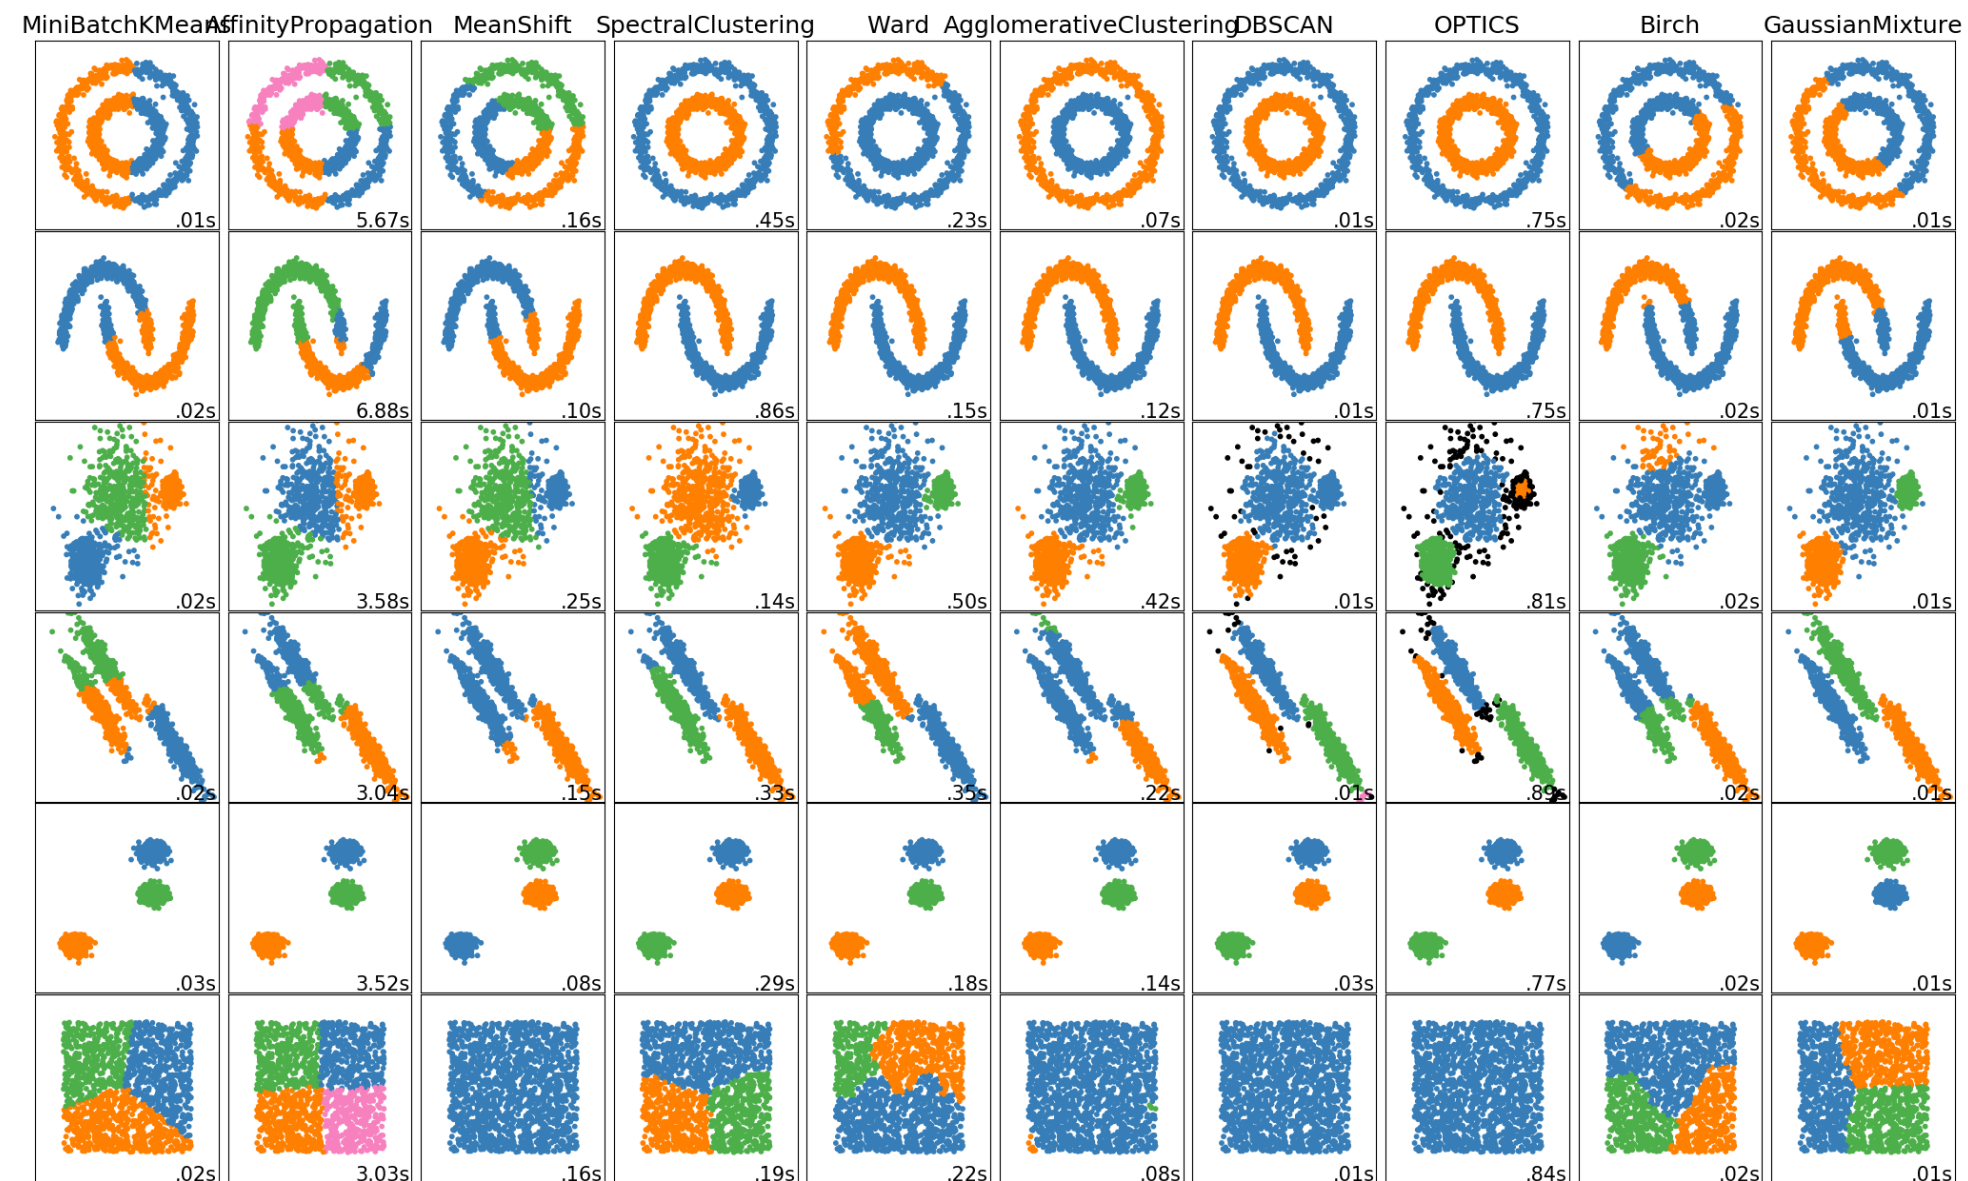 MiniBatchKMeans AffinityPropagation MeanShift SpectralClustering Ward AgglomerativeClustering DBSCAN OPTICS Birch GaussianMixture
.01s 5.67s .16s .45s .23s .07s .01s .75s .02s .01s
.02s 6.88s .10s .86s .15s .12s .01s .75s .02s .01s
.02s 3.58s .25s .14s .50s .42s .01s .81s .02s .01s
.02s 3.04s .15s .33s .35s .22s .01s .89s .02s .01s
.03s 3.52s .08s .29s .18s .14s .03s .77s .02s .01s
.02s 3.03s .16s .19s .22s .08s .01s .84s .02s .01s